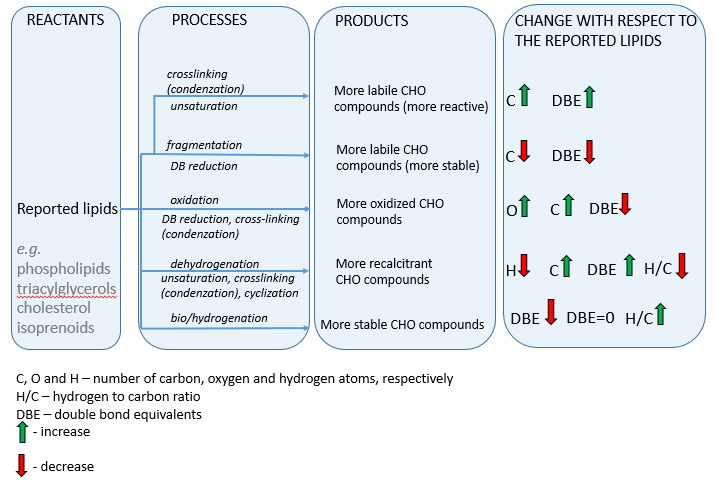 REACTANTS
PROCESSES
PRODUCTS
CHANGE WITH RESPECT TO
THE REPORTED LIPIDS
crosslinking
(condenzation)
unsaturation
More labile CHO
compounds (more reactive)
C DBE
fragmentation
DB reduction
More labile CHO
compounds (more stable)
C DBE
Reported lipids
oxidation
DB reduction, cross-linking
(condenzation)
More oxidized CHO
compounds
O C DBE
e.g.
phospholipids
triacylglycerols
cholesterol
isoprenoids
dehydrogenation
unsaturation, crosslinking
(condenzation), cyclization
More recalcitrant
CHO compounds
H C DBE H/C
bio/hydrogenation
More stable CHO compounds
DBE DBE=0 H/C
C, O and H – number of carbon, oxygen and hydrogen atoms, respectively
H/C – hydrogen to carbon ratio
DBE – double bond equivalents
- increase
- decrease